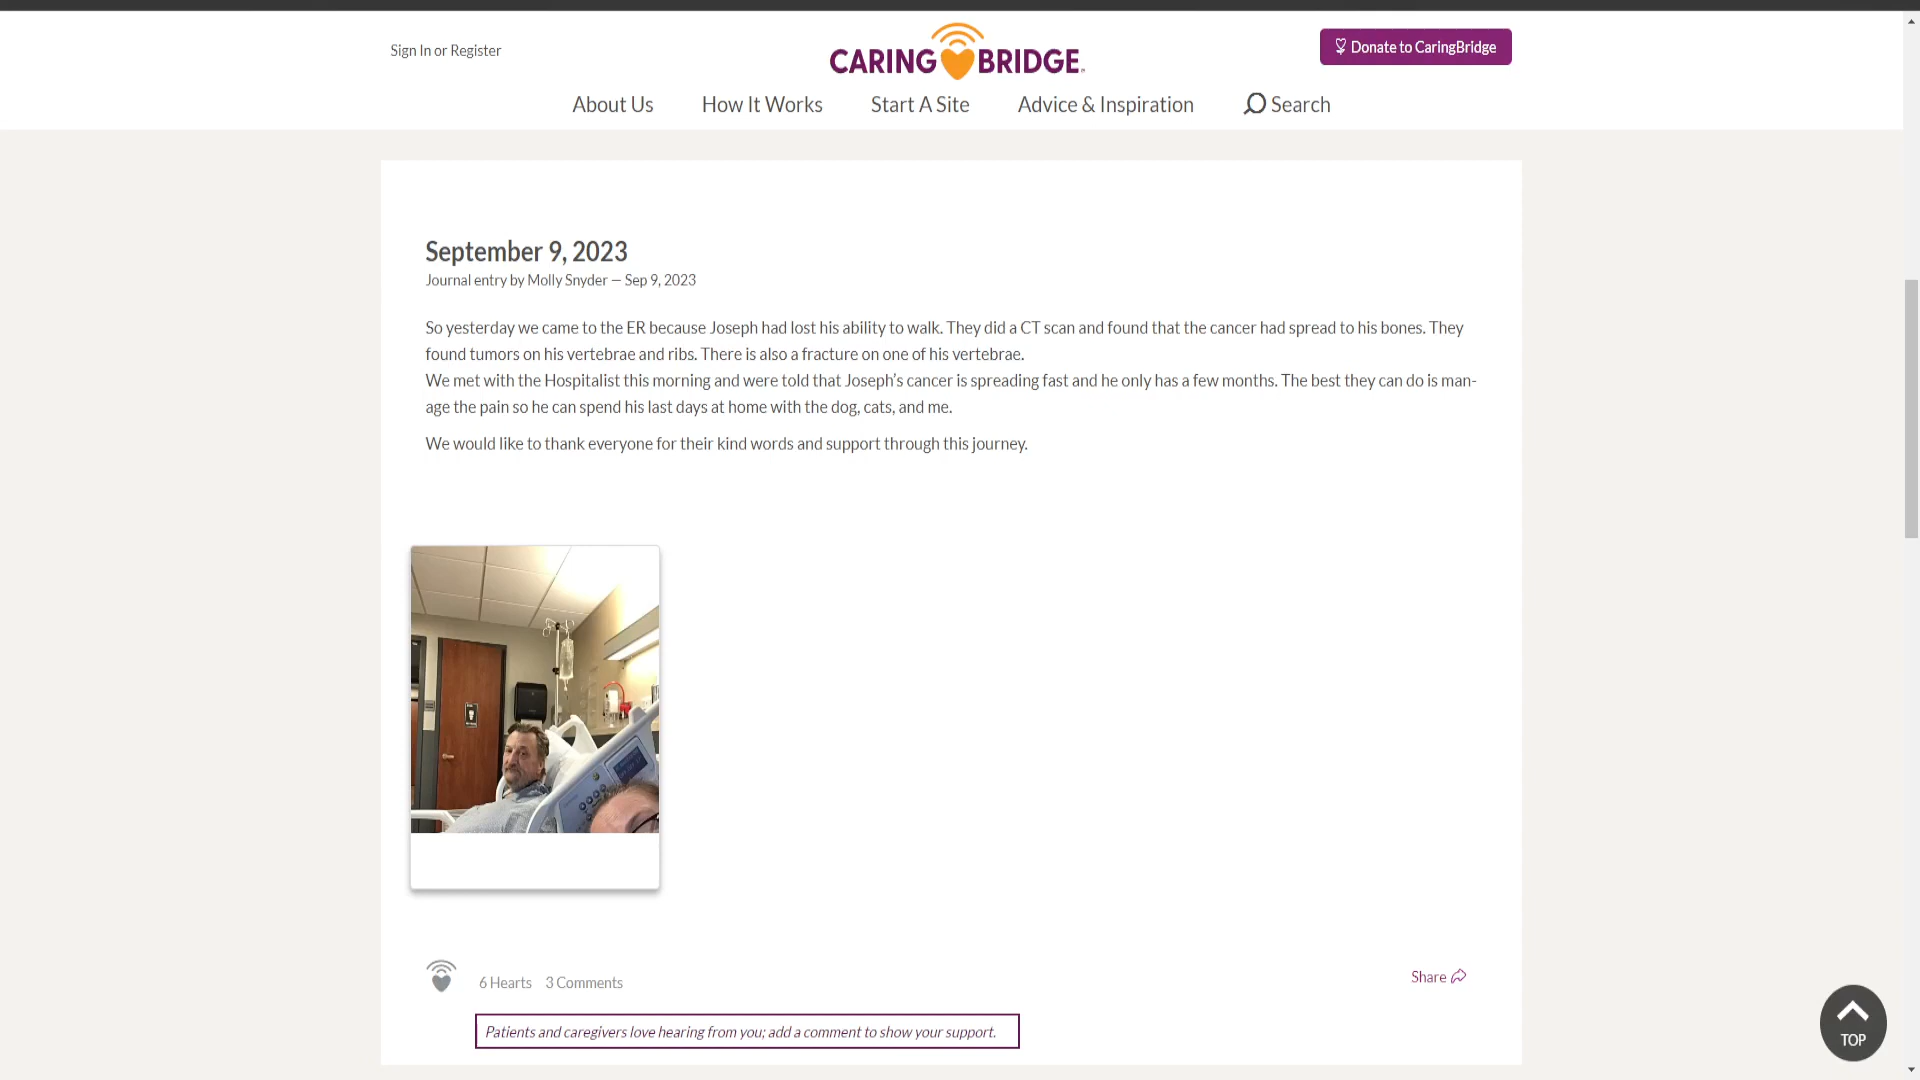 Sign In or Register
CARING BRIDGE
Donate to CaringBridge
About Us How It Works Start A Site Advice & Inspiration Search
September 9, 2023
Journal entry by Molly Snyder — Sep 9, 2023
So yesterday we came to the ER because Joseph had lost his ability to walk. They did a CT scan and found that the cancer had spread to his bones. They
found tumors on his vertebrae and ribs. There is also a fracture on one of his vertebrae.
We met with the Hospitalist this morning and were told that Joseph’s cancer is spreading fast and he only has a few months. The best they can do is man-
age the pain so he can spend his last days at home with the dog, cats, and me.
We would like to thank everyone for their kind words and support through this journey.
6 Hearts 3 Comments
Share
Patients and caregivers love hearing from you; add a comment to show your support.
TOP